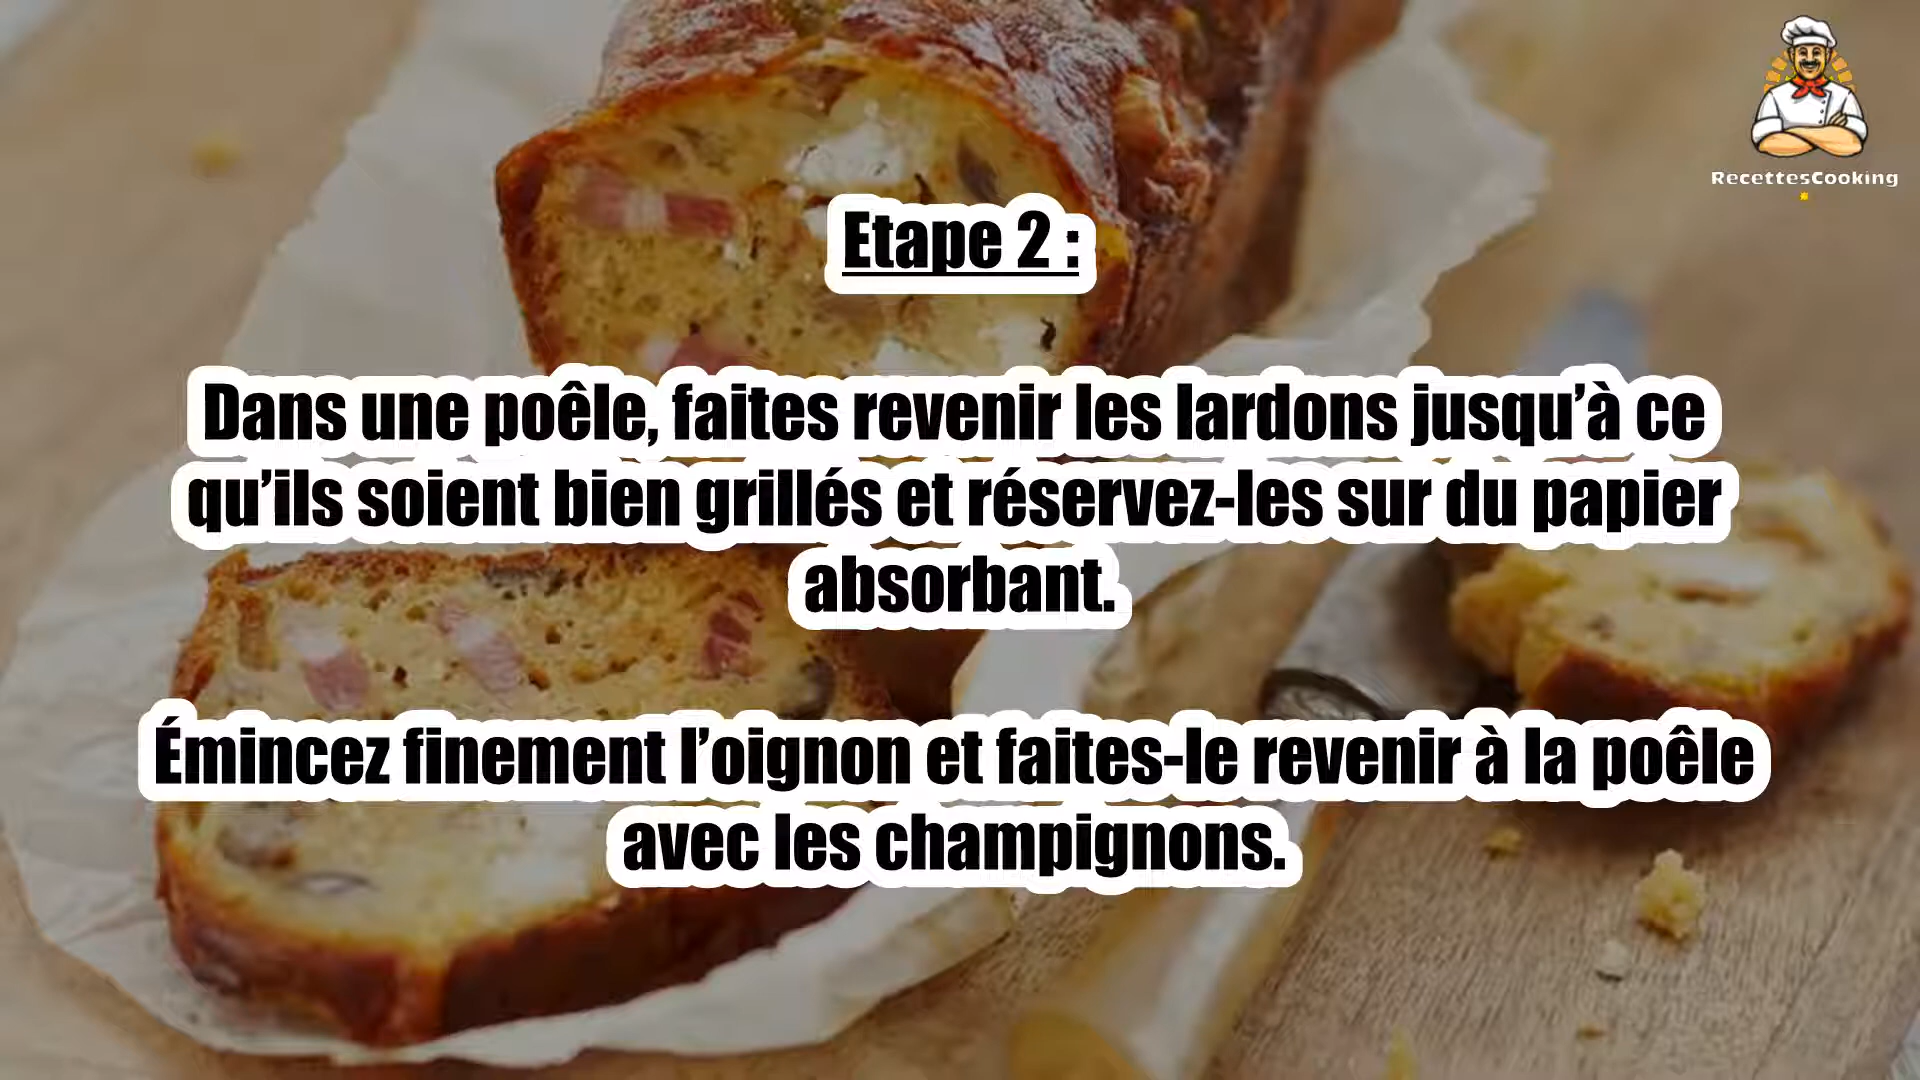 RecettesCooking
Etape 2 :
Dans une poêle, faites revenir les lardons jusqu’à ce
qu’ils soient bien grillés et réservez-les sur du papier
absorbant.
Émincez finement l’oignon et faites-le revenir à la poêle
avec les champignons.